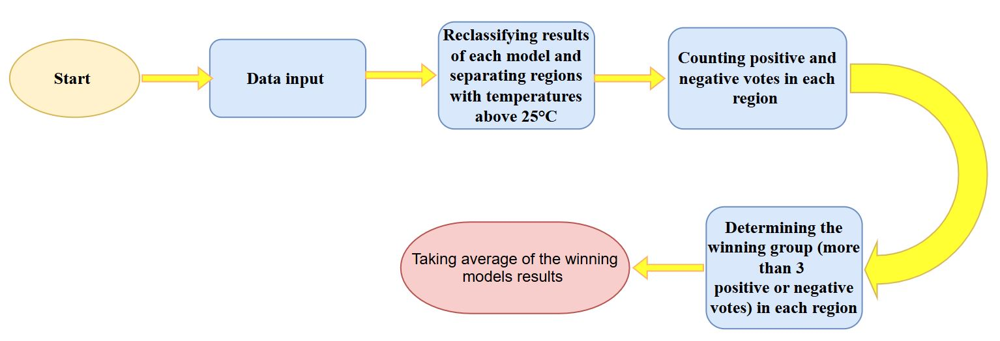 Start
Data input
Reclassifying results
of each model and
separating regions
with temperatures
above 25°C
Counting positive and
negative votes in each
region
Determining the
winning group (more
than 3
positive or negative
votes) in each region
Taking average of the winning
models results